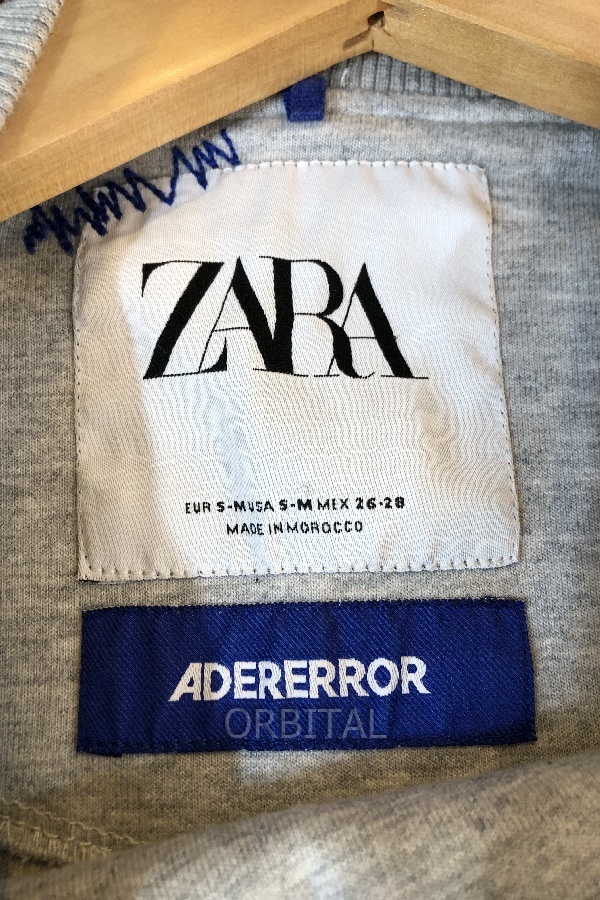 ZARA
EUR S-M USA S-M MEX 26-28
MADE IN MOROCCO
ADERERROR
ORBITAL